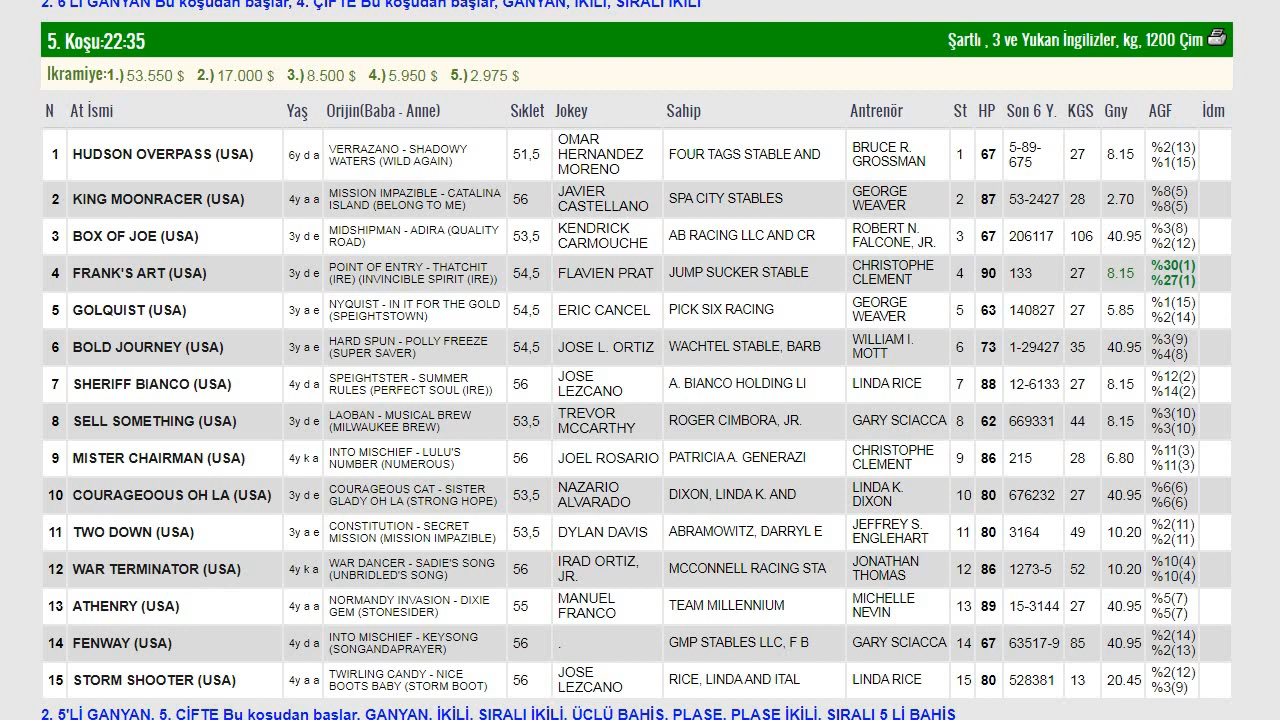 2. 6'LI GANYAN Bu koşudan başlar, 4. ÇİFTE Bu koşudan başlar, GANYAN, İKİLİ, SIRALI İKİLİ
5. Koşu:22:35 Şartlı , 3 ve Yukarı İngilizler, kg, 1200 Çim
Ikramiye:1.) 53.550 $ 2.) 17.000 $ 3.) 8.500 $ 4.) 5.950 $ 5.) 2.975 $
N At İsmi Yaş Orijin(Baba - Anne) Sıklet Jokey Sahip Antrenör St HP Son 6 Y. KGS Gny AGF İdm
1 HUDSON OVERPASS (USA) 6y d a VERRAZANO - SHADOWY WATERS (WILD AGAIN) 51,5 OMAR HERNANDEZ MORENO FOUR TAGS STABLE AND BRUCE R. GROSSMAN 1 67 5-89-675 27 8.15 %2(13) %1(15)
2 KING MOONRACER (USA) 4y a a MISSION IMPAZIBLE - CATALINA ISLAND (BELONG TO ME) 56 JAVIER CASTELLANO SPA CITY STABLES GEORGE WEAVER 2 87 53-2427 28 2.70 %8(5) %8(5)
3 BOX OF JOE (USA) 3y d e MIDSHIPMAN - ADIRA (QUALITY ROAD) 53,5 KENDRICK CARMOUCHE AB RACING LLC AND CR ROBERT N. FALCONE, JR. 3 67 206117 106 40.95 %3(8) %2(12)
4 FRANK'S ART (USA) 3y d e POINT OF ENTRY - THATCHIT (IRE) (INVINCIBLE SPIRIT (IRE)) 54,5 FLAVIEN PRAT JUMP SUCKER STABLE CHRISTOPHE CLEMENT 4 90 133 27 8.15 %30(1) %27(1)
5 GOLQUIST (USA) 3y a e NYQUIST - IN IT FOR THE GOLD (SPEIGHTSTOWN) 54,5 ERIC CANCEL PICK SIX RACING GEORGE WEAVER 5 63 140827 27 5.85 %1(15) %2(14)
6 BOLD JOURNEY (USA) 3y a e HARD SPUN - POLLY FREEZE (SUPER SAVER) 54,5 JOSE L. ORTIZ WACHTEL STABLE, BARB WILLIAM I. MOTT 6 73 1-29427 35 40.95 %3(9) %4(8)
7 SHERIFF BIANCO (USA) 4y d a SPEIGHTSTER - SUMMER RULES (PERFECT SOUL (IRE)) 56 JOSE LEZCANO A. BIANCO HOLDING LI LINDA RICE 7 88 12-6133 27 8.15 %12(2) %14(2)
8 SELL SOMETHING (USA) 3y d e LAOBAN - MUSICAL BREW (MILWAUKEE BREW) 53,5 TREVOR MCCARTHY ROGER CIMBORA, JR. GARY SCIACCA 8 62 669331 44 8.15 %3(10) %3(10)
9 MISTER CHAIRMAN (USA) 4y k a INTO MISCHIEF - LULU'S NUMBER (NUMEROUS) 56 JOEL ROSARIO PATRICIA A. GENERAZI CHRISTOPHE CLEMENT 9 86 215 28 6.80 %11(3) %11(3)
10 COURAGEOOUS OH LA (USA) 3y d e COURAGEOUS CAT - SISTER GLADY OH LA (STRONG HOPE) 53,5 NAZARIO ALVARADO DIXON, LINDA K. AND LINDA K. DIXON 10 80 676232 27 40.95 %6(6) %6(6)
11 TWO DOWN (USA) 3y a e CONSTITUTION - SECRET MISSION (MISSION IMPAZIBLE) 53,5 DYLAN DAVIS ABRAMOWITZ, DARRYL E JEFFREY S. ENGLEHART 11 80 3164 49 10.20 %2(11) %2(11)
12 WAR TERMINATOR (USA) 4y k a WAR DANCER - SADIE'S SONG (UNBRIDLED'S SONG) 56 IRAD ORTIZ, JR. MCCONNELL RACING STA JONATHAN THOMAS 12 86 1273-5 52 10.20 %10(4) %10(4)
13 ATHENRY (USA) 4y a a NORMANDY INVASION - DIXIE GEM (STONESIDER) 55 MANUEL FRANCO TEAM MILLENNIUM MICHELLE NEVIN 13 89 15-3144 27 40.95 %5(7) %5(7)
14 FENWAY (USA) 4y d a INTO MISCHIEF - KEYSONG (SONGANDAPRAYER) 56 . GMP STABLES LLC, F B GARY SCIACCA 14 67 63517-9 85 40.95 %2(14) %2(13)
15 STORM SHOOTER (USA) 4y a a TWIRLING CANDY - NICE BOOTS BABY (STORM BOOT) 56 JOSE LEZCANO RICE, LINDA AND ITAL LINDA RICE 15 80 528381 13 20.45 %2(12) %3(9)
2. 5'Lİ GANYAN, 5. ÇİFTE Bu koşudan başlar, GANYAN, İKİLİ, SIRALI İKİLİ, ÜÇLÜ BAHİS, PLASE, PLASE İKİLİ, SIRALI 5 Lİ BAHİS